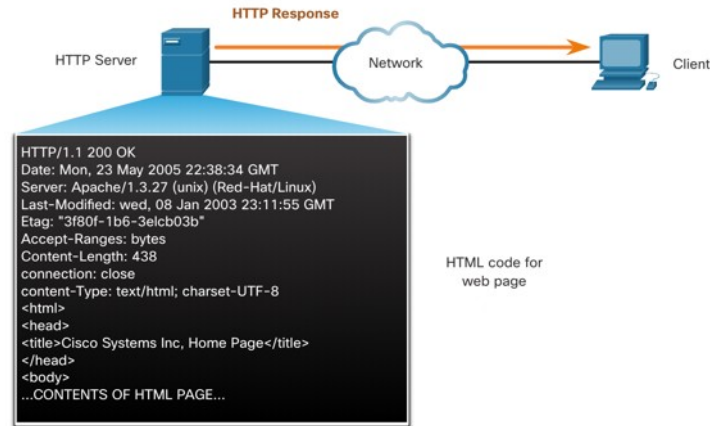 HTTP Response
HTTP Server
Network
Client
HTTP/1.1 200 OK
Date: Mon, 23 May 2005 22:38:34 GMT
Server: Apache/1.3.27 (unix) (Red-Hat/Linux)
Last-Modified: wed, 08 Jan 2003 23:11:55 GMT
Etag: "3f80f-1b6-3elcb03b"
Accept-Ranges: bytes
Content-Length: 438
connection: close
content-Type: text/html; charset-UTF-8
<html>
<head>
<title>Cisco Systems Inc, Home Page</title>
</head>
<body>
...CONTENTS OF HTML PAGE...
HTML code for
web page